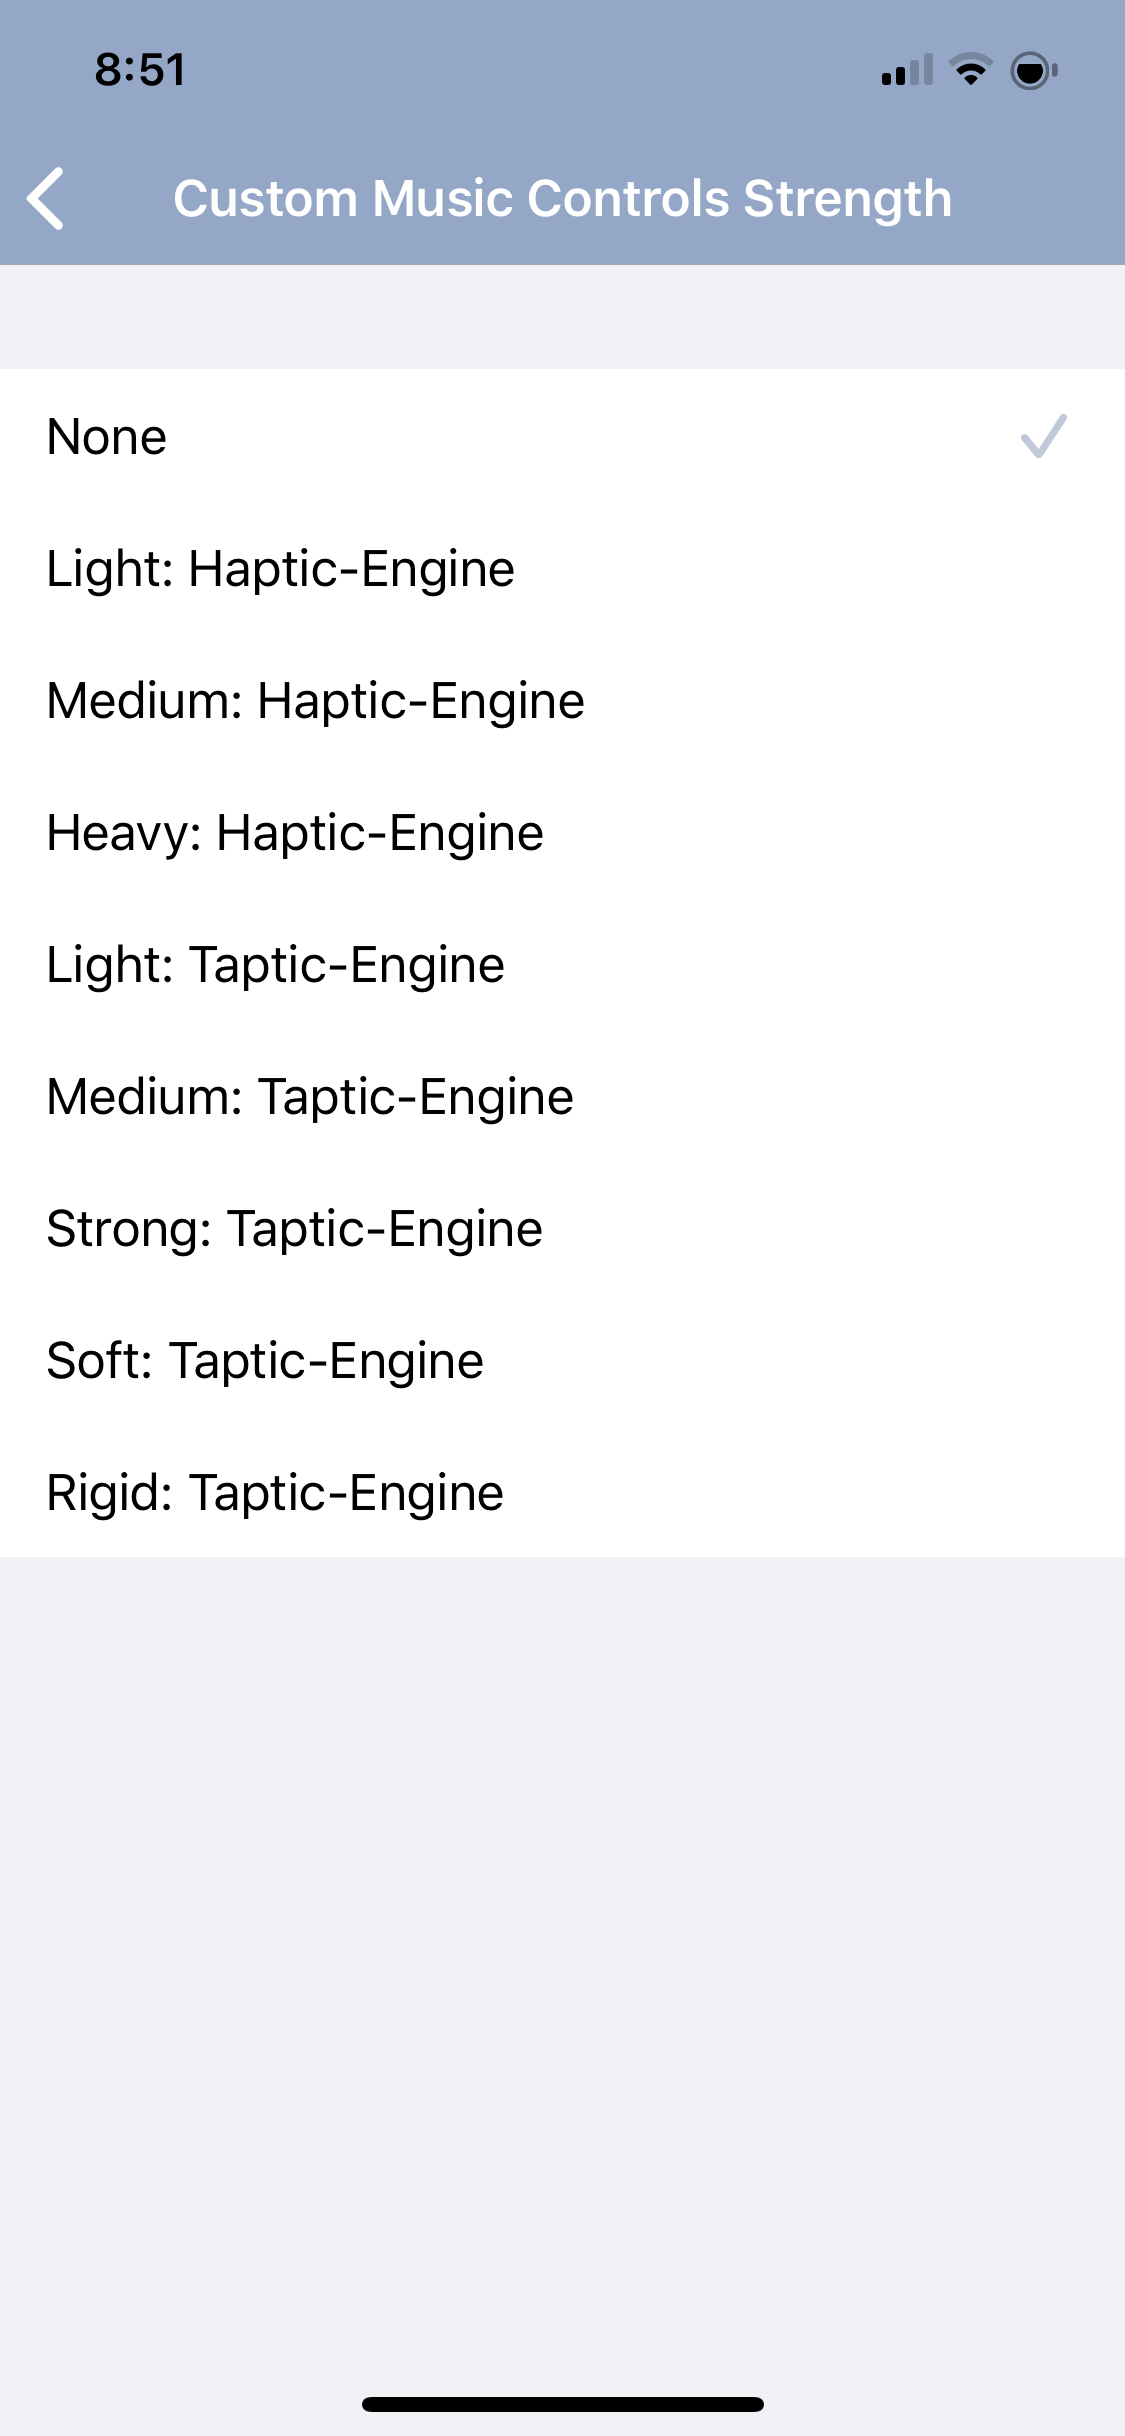 8:51
Custom Music Controls Strength
None
Light: Haptic-Engine
Medium: Haptic-Engine
Heavy: Haptic-Engine
Light: Taptic-Engine
Medium: Taptic-Engine
Strong: Taptic-Engine
Soft: Taptic-Engine
Rigid: Taptic-Engine